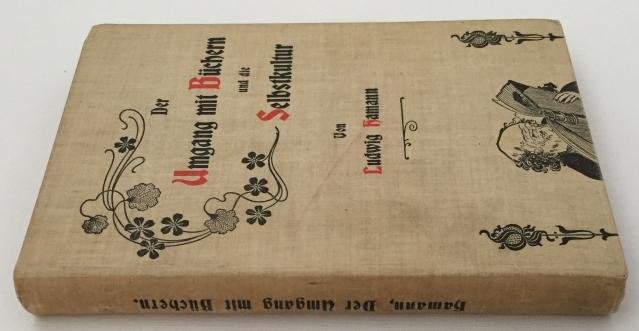 Der
Umgang mit Büchern
und die
Selbstkultur
Von
Ludwig Hamann
Hamann, Der Umgang mit Büchern.